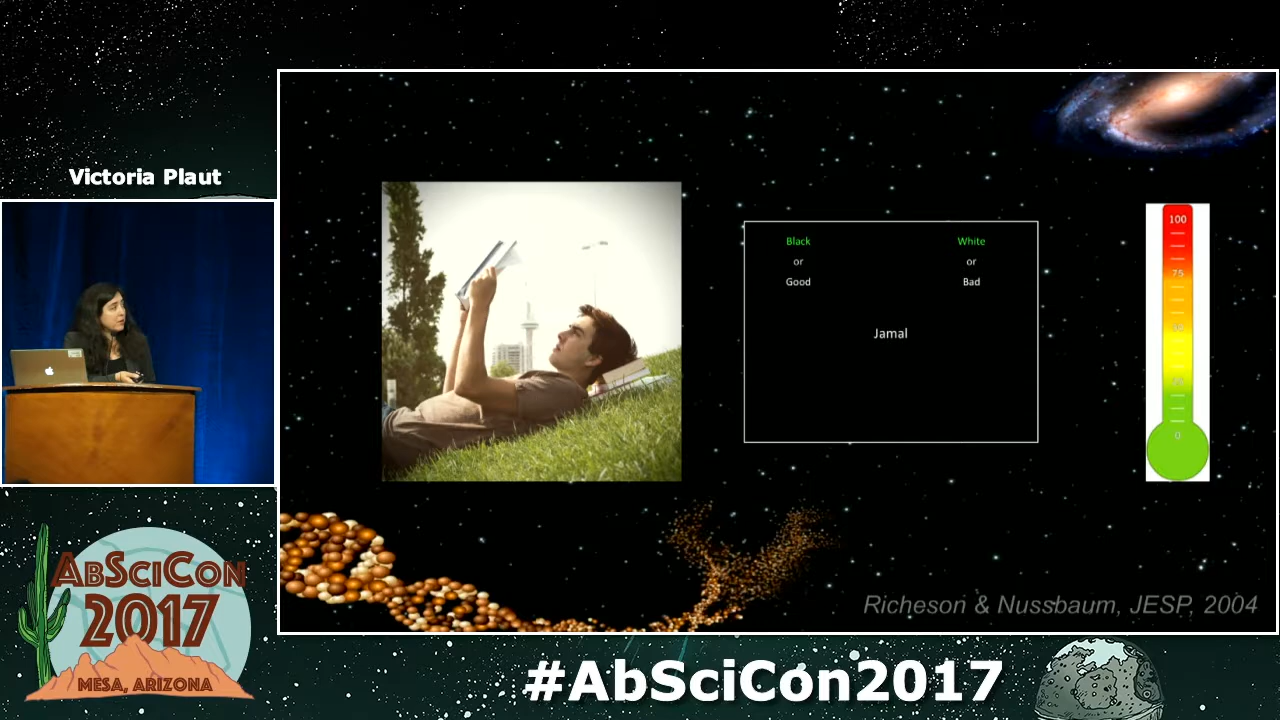 Victoria Plaut
Black
or
Good
White
or
Bad
Jamal
100
75
0
Richeson & Nussbaum, JESP, 2004
ABSCICON
2017
MESA, ARIZONA
#AbSciCon2017